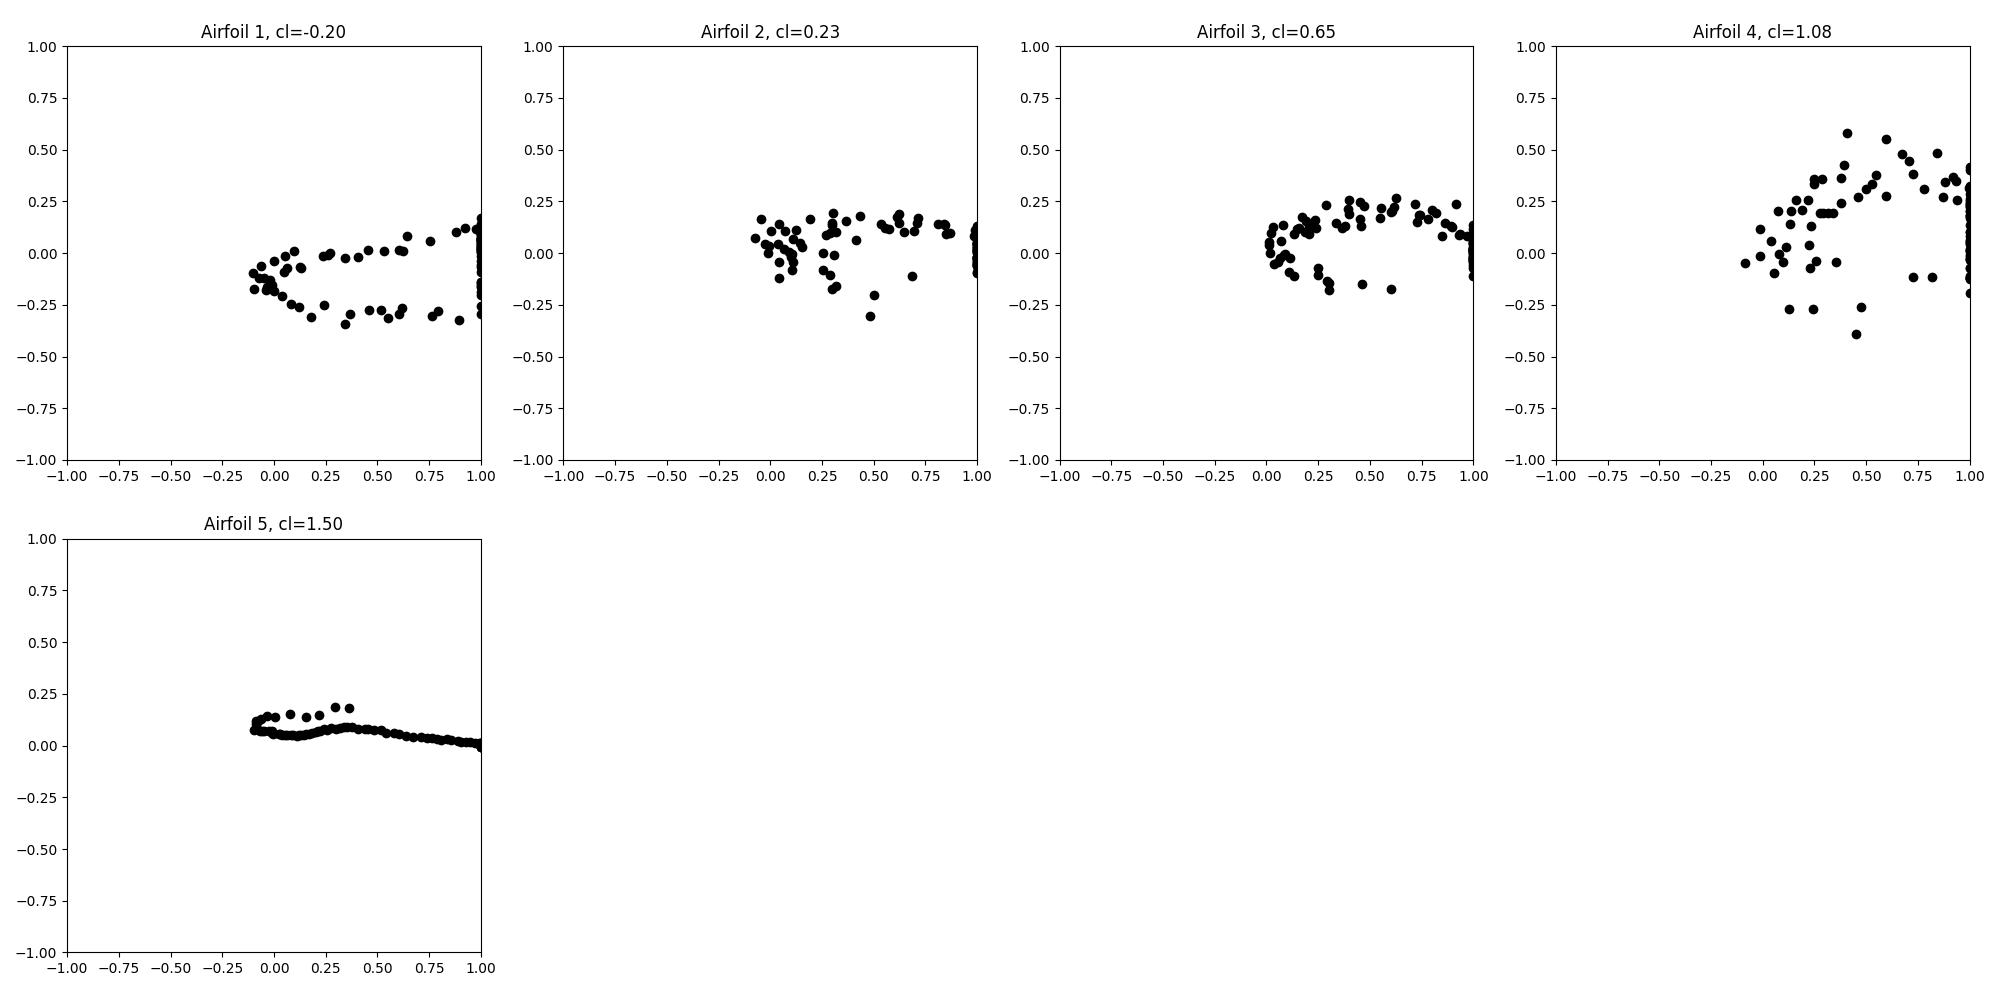 Airfoil 1, cl=-0.20
Airfoil 2, cl=0.23
Airfoil 3, cl=0.65
Airfoil 4, cl=1.08
1.00 1.00 1.00 1.00
0.75 0.75 0.75 0.75
0.50 0.50 0.50 0.50
0.25 0.25 0.25 0.25
0.00 0.00 0.00 0.00
−0.25 −0.25 −0.25 −0.25
−0.50 −0.50 −0.50 −0.50
−0.75 −0.75 −0.75 −0.75
−1.00 −1.00 −1.00 −1.00
−1.00 −0.75 −0.50 −0.25 0.00 0.25 0.50 0.75 1.00
−1.00 −0.75 −0.50 −0.25 0.00 0.25 0.50 0.75 1.00
−1.00 −0.75 −0.50 −0.25 0.00 0.25 0.50 0.75 1.00
−1.00 −0.75 −0.50 −0.25 0.00 0.25 0.50 0.75 1.00
Airfoil 5, cl=1.50
1.00
0.75
0.50
0.25
0.00
−0.25
−0.50
−0.75
−1.00
−1.00 −0.75 −0.50 −0.25 0.00 0.25 0.50 0.75 1.00